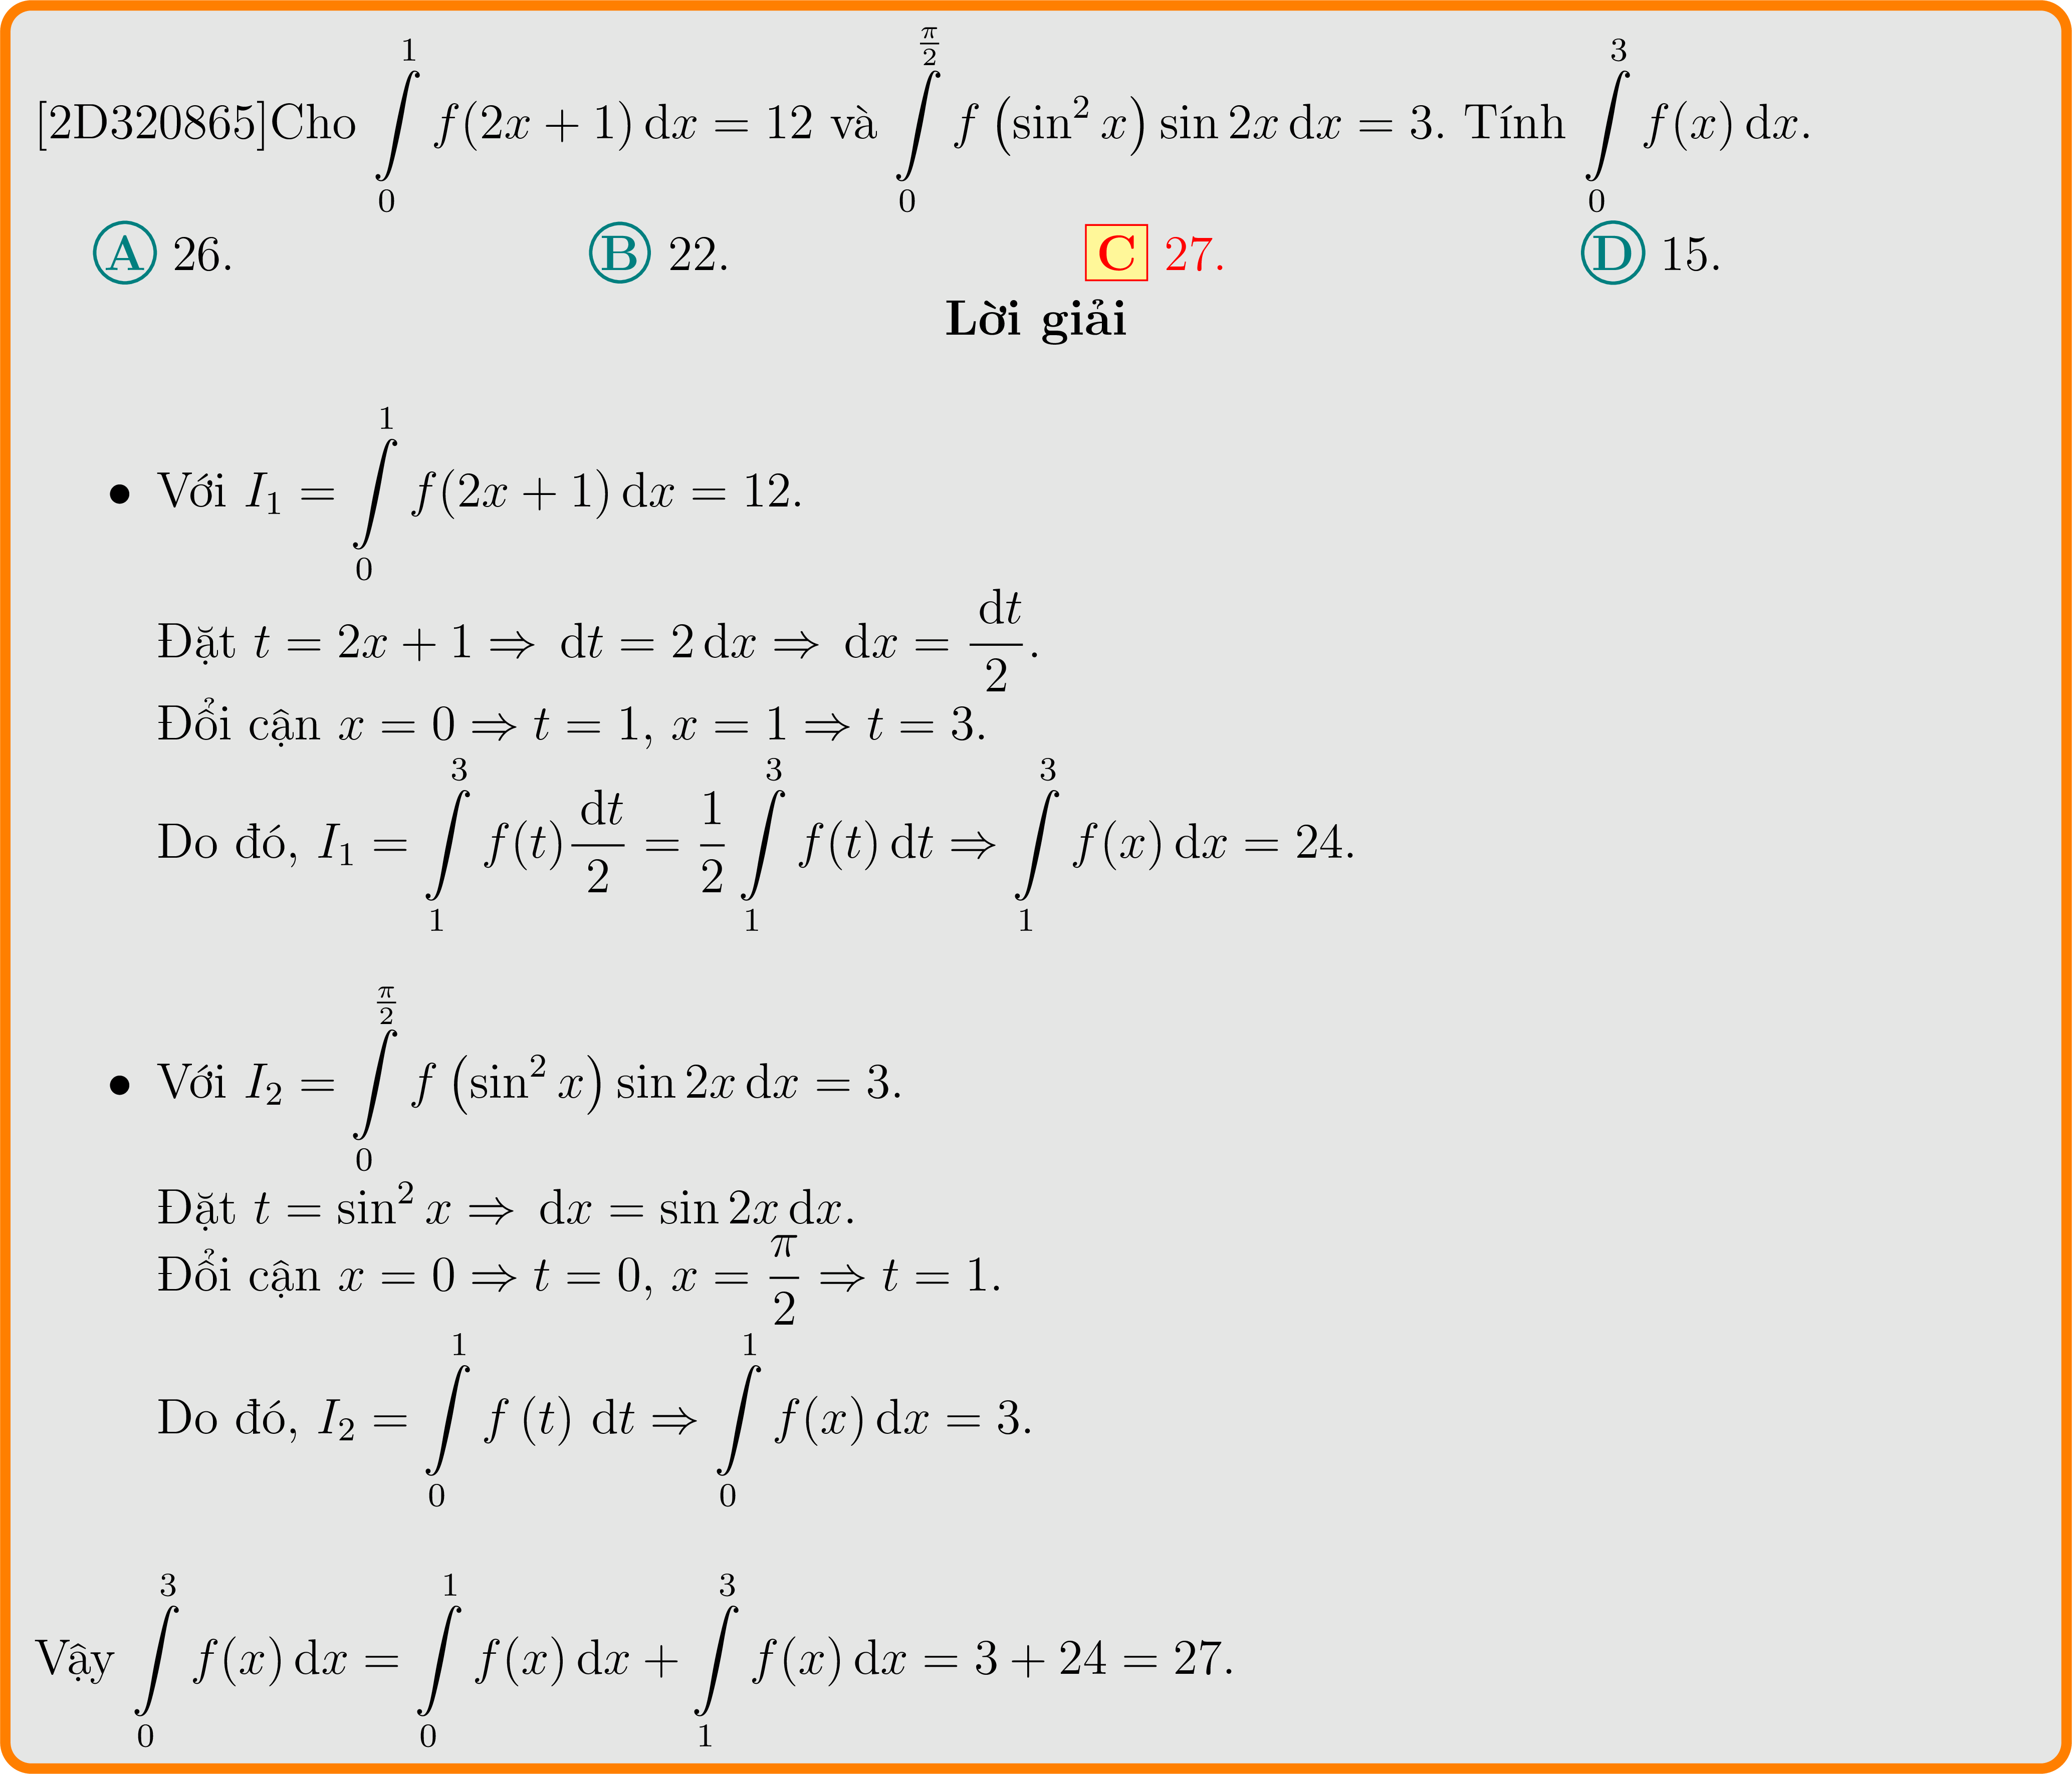 [2D320865]Cho $\int\limits_0^1 f(2x+1)\,\mathrm{d}x = 12$ và $\int\limits_0^{\frac{\pi}{2}} f\left(\sin^2 x\right)\sin 2x\,\mathrm{d}x = 3$. Tính $\int\limits_0^3 f(x)\,\mathrm{d}x$.
A 26. B 22. C 27. D 15.
Lời giải
• Với $I_1 = \int\limits_0^1 f(2x+1)\,\mathrm{d}x = 12$.
Đặt $t = 2x+1 \Rightarrow \mathrm{d}t = 2\,\mathrm{d}x \Rightarrow \mathrm{d}x = \dfrac{\mathrm{d}t}{2}$.
Đổi cận $x = 0 \Rightarrow t = 1$, $x = 1 \Rightarrow t = 3$.
Do đó, $I_1 = \int\limits_1^3 f(t)\dfrac{\mathrm{d}t}{2} = \dfrac{1}{2}\int\limits_1^3 f(t)\,\mathrm{d}t \Rightarrow \int\limits_1^3 f(x)\,\mathrm{d}x = 24$.
• Với $I_2 = \int\limits_0^{\frac{\pi}{2}} f\left(\sin^2 x\right)\sin 2x\,\mathrm{d}x = 3$.
Đặt $t = \sin^2 x \Rightarrow \mathrm{d}x = \sin 2x\,\mathrm{d}x$.
Đổi cận $x = 0 \Rightarrow t = 0$, $x = \dfrac{\pi}{2} \Rightarrow t = 1$.
Do đó, $I_2 = \int\limits_0^1 f(t)\,\mathrm{d}t \Rightarrow \int\limits_0^1 f(x)\,\mathrm{d}x = 3$.
Vậy $\int\limits_0^3 f(x)\,\mathrm{d}x = \int\limits_0^1 f(x)\,\mathrm{d}x + \int\limits_1^3 f(x)\,\mathrm{d}x = 3 + 24 = 27$.